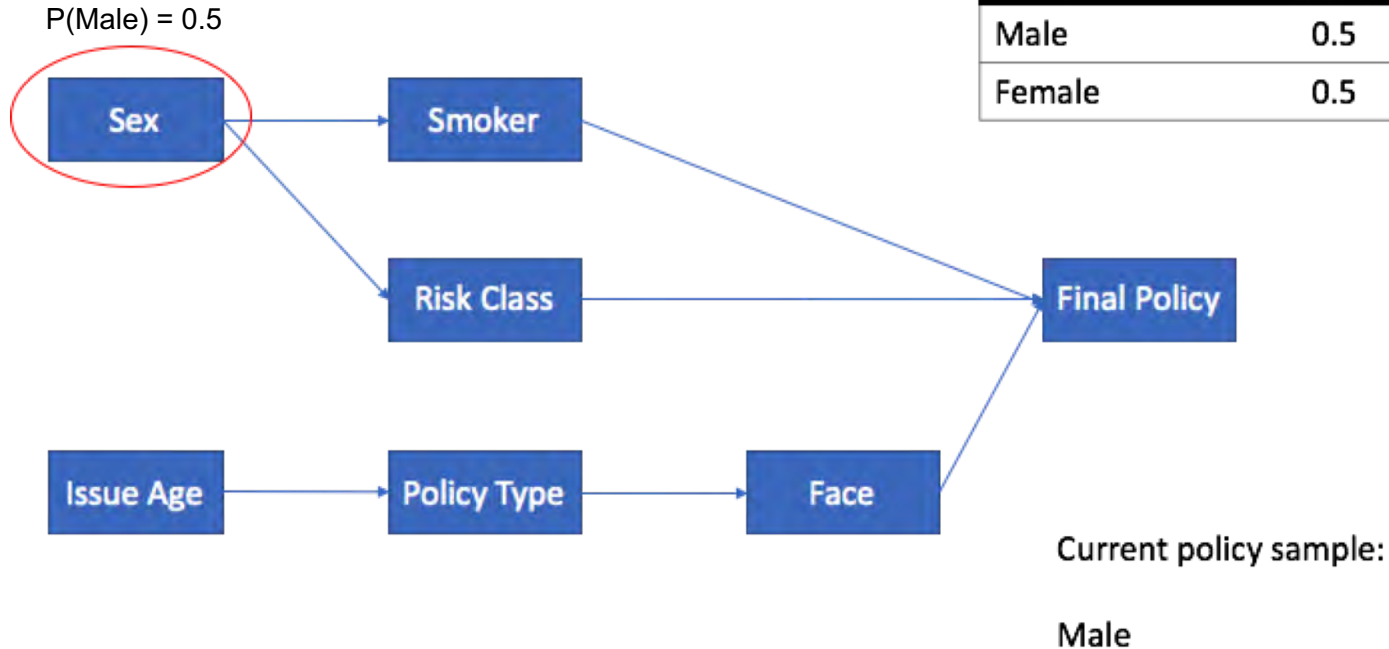 P(Male) = 0.5
Male 0.5
Female 0.5
Sex
Smoker
Risk Class
Final Policy
Issue Age
Policy Type
Face
Current policy sample:
Male